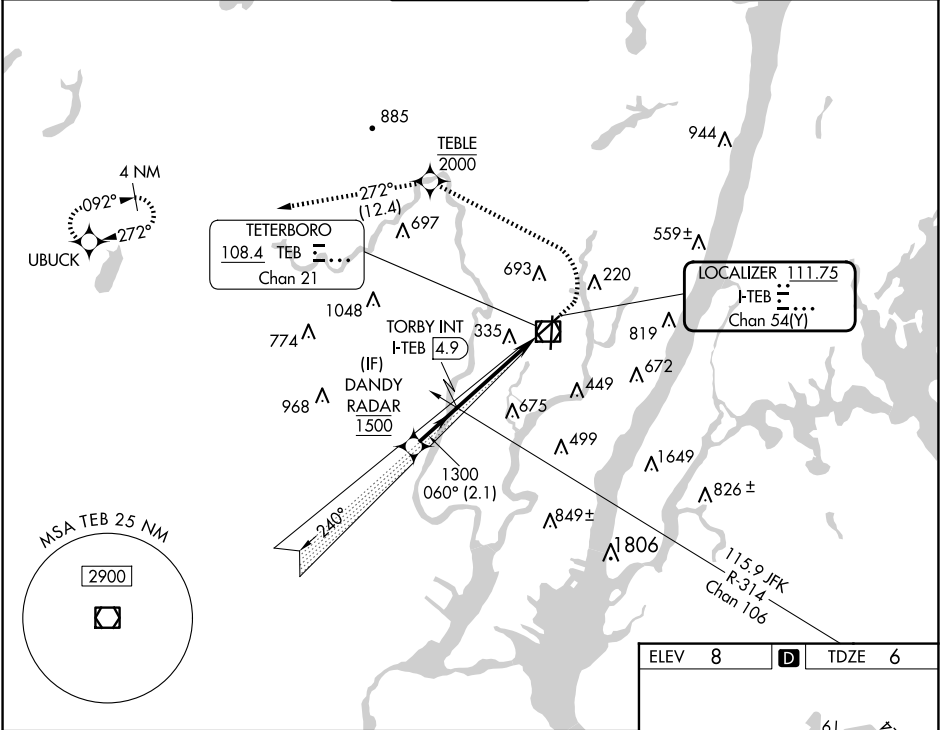 885
944
TEBLE
2000
4 NM
092°
272°
UBUCK
272°
(12.4)
697
TETERBORO
108.4 TEB
Chan 21
559±
693
220
LOCALIZER 111.75
I-TEB
Chan 54(Y)
1048
774
TORBY INT
I-TEB 4.9
335
819
(IF)
DANDY
RADAR
1500
968
672
449
675
499
1300
060° (2.1)
1649
826 ±
849±
1806
240°
MSA TEB 25 NM
2900
115.9 JFK
R-314
Chan 106
ELEV 8 D TDZE 6
61